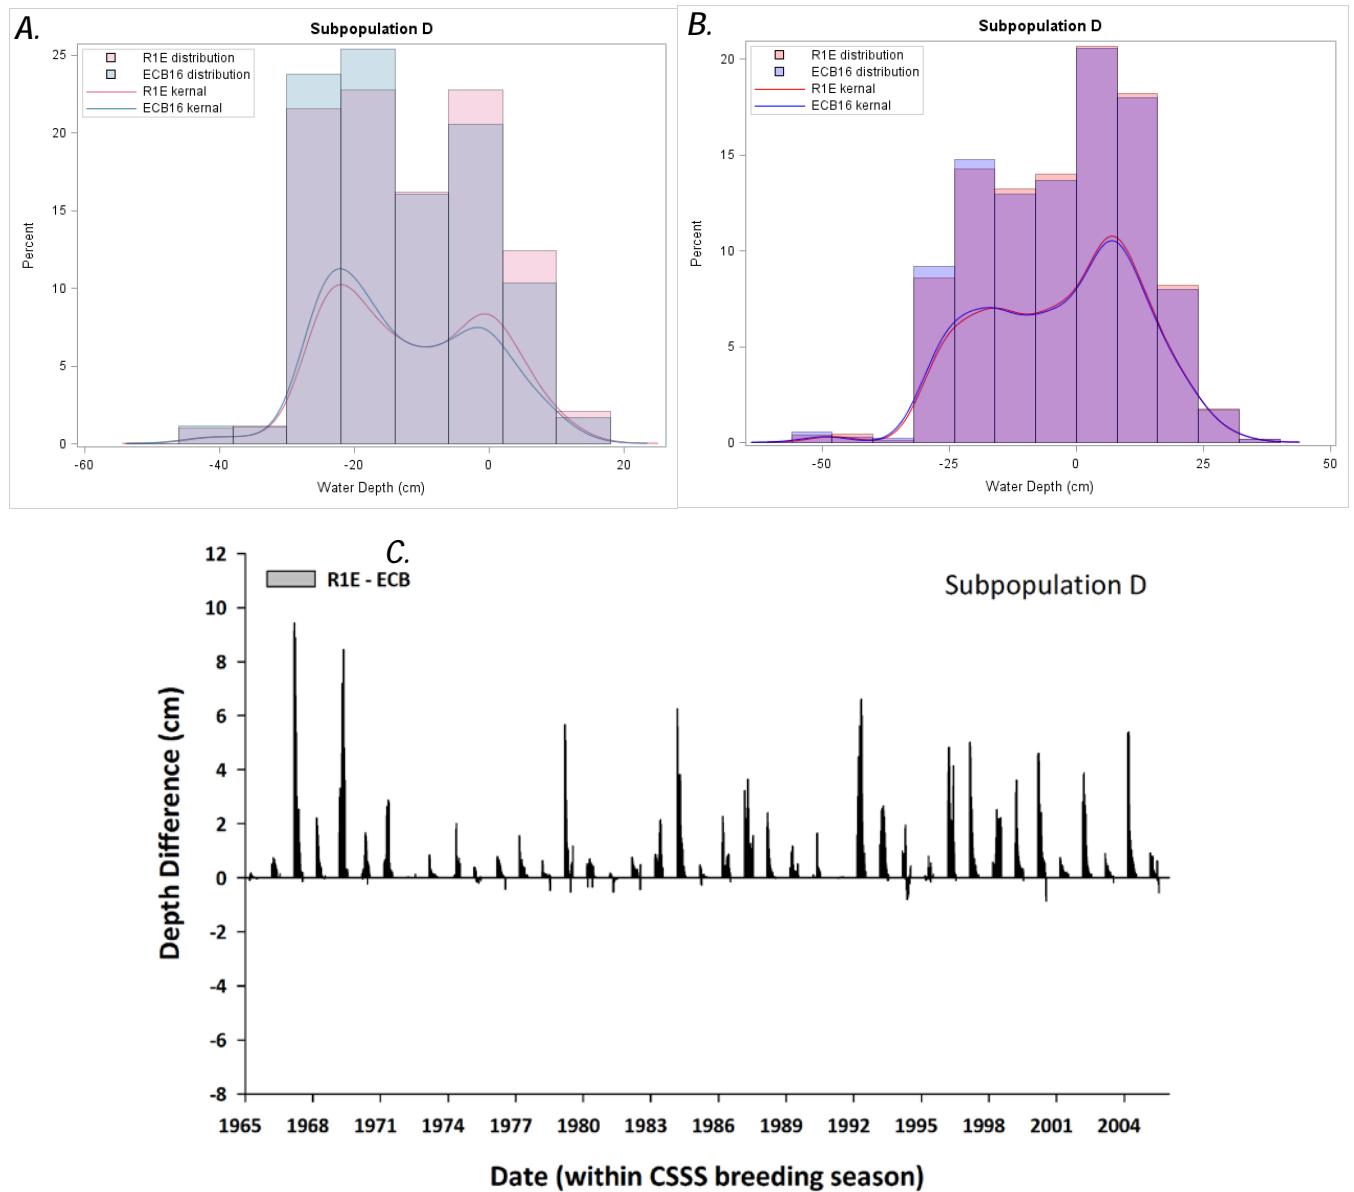 A.
Subpopulation D
R1E distribution
ECB16 distribution
R1E kernal
ECB16 kernal
25
20
15
10
5
0
Percent
-60
-40
-20
0
20
Water Depth (cm)
B.
Subpopulation D
R1E distribution
ECB16 distribution
R1E kernal
ECB16 kernal
20
15
10
5
0
Percent
-50
-25
0
25
50
Water Depth (cm)
C.
R1E - ECB
Subpopulation D
12
10
8
6
4
2
0
-2
-4
-6
-8
Depth Difference (cm)
1965 1968 1971 1974 1977 1980 1983 1986 1989 1992 1995 1998 2001 2004
Date (within CSSS breeding season)